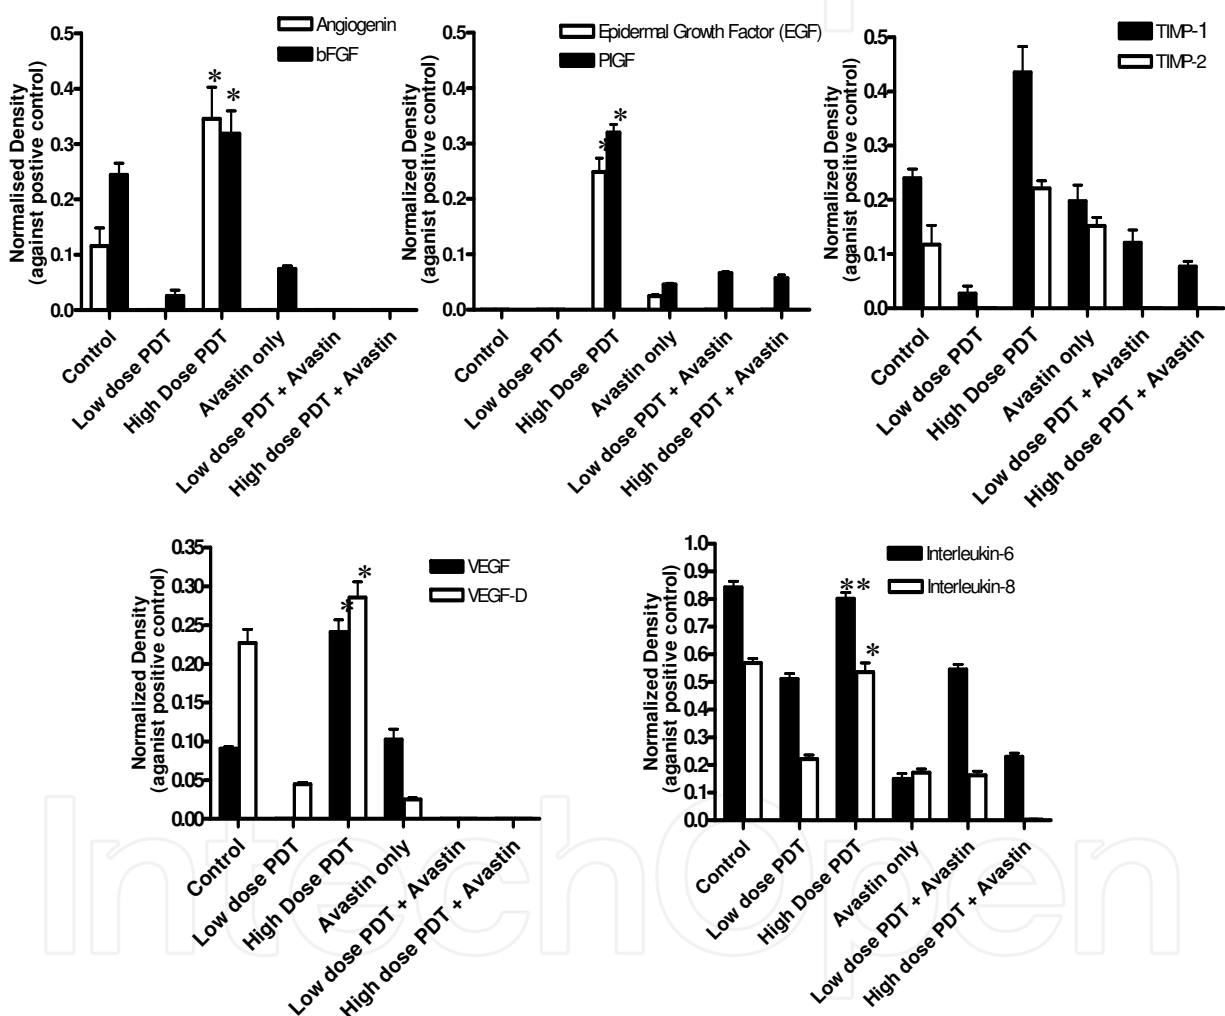 Angiogenin
bFGF
Normalised Density
(against postive control)
0.5
0.4
0.3
0.2
0.1
0.0
*
*
Control
Low dose PDT
High Dose PDT
Avastin only
Low dose PDT + Avastin
High dose PDT + Avastin
Epidermal Growth Factor (EGF)
PlGF
Normalized Density
(aganist positive control)
0.5
0.4
0.3
0.2
0.1
0.0
*
*
Control
Low dose PDT
High Dose PDT
Avastin only
Low dose PDT + Avastin
High dose PDT + Avastin
TIMP-1
TIMP-2
Normalized Density
(aganist positive control)
0.5
0.4
0.3
0.2
0.1
0.0
Control
Low dose PDT
High Dose PDT
Avastin only
Low dose PDT + Avastin
High dose PDT + Avastin
VEGF
VEGF-D
Normalized Density
(aganist positive control)
0.35
0.30
0.25
0.20
0.15
0.10
0.05
0.00
*
*
Control
Low dose PDT
High Dose PDT
Avastin only
Low dose PDT + Avastin
High dose PDT + Avastin
Interleukin-6
Interleukin-8
Normalized Density
(aganist positive control)
1.0
0.9
0.8
0.7
0.6
0.5
0.4
0.3
0.2
0.1
0.0
**
*
Control
Low dose PDT
High Dose PDT
Avastin only
Low dose PDT + Avastin
High dose PDT + Avastin
IntechOpen